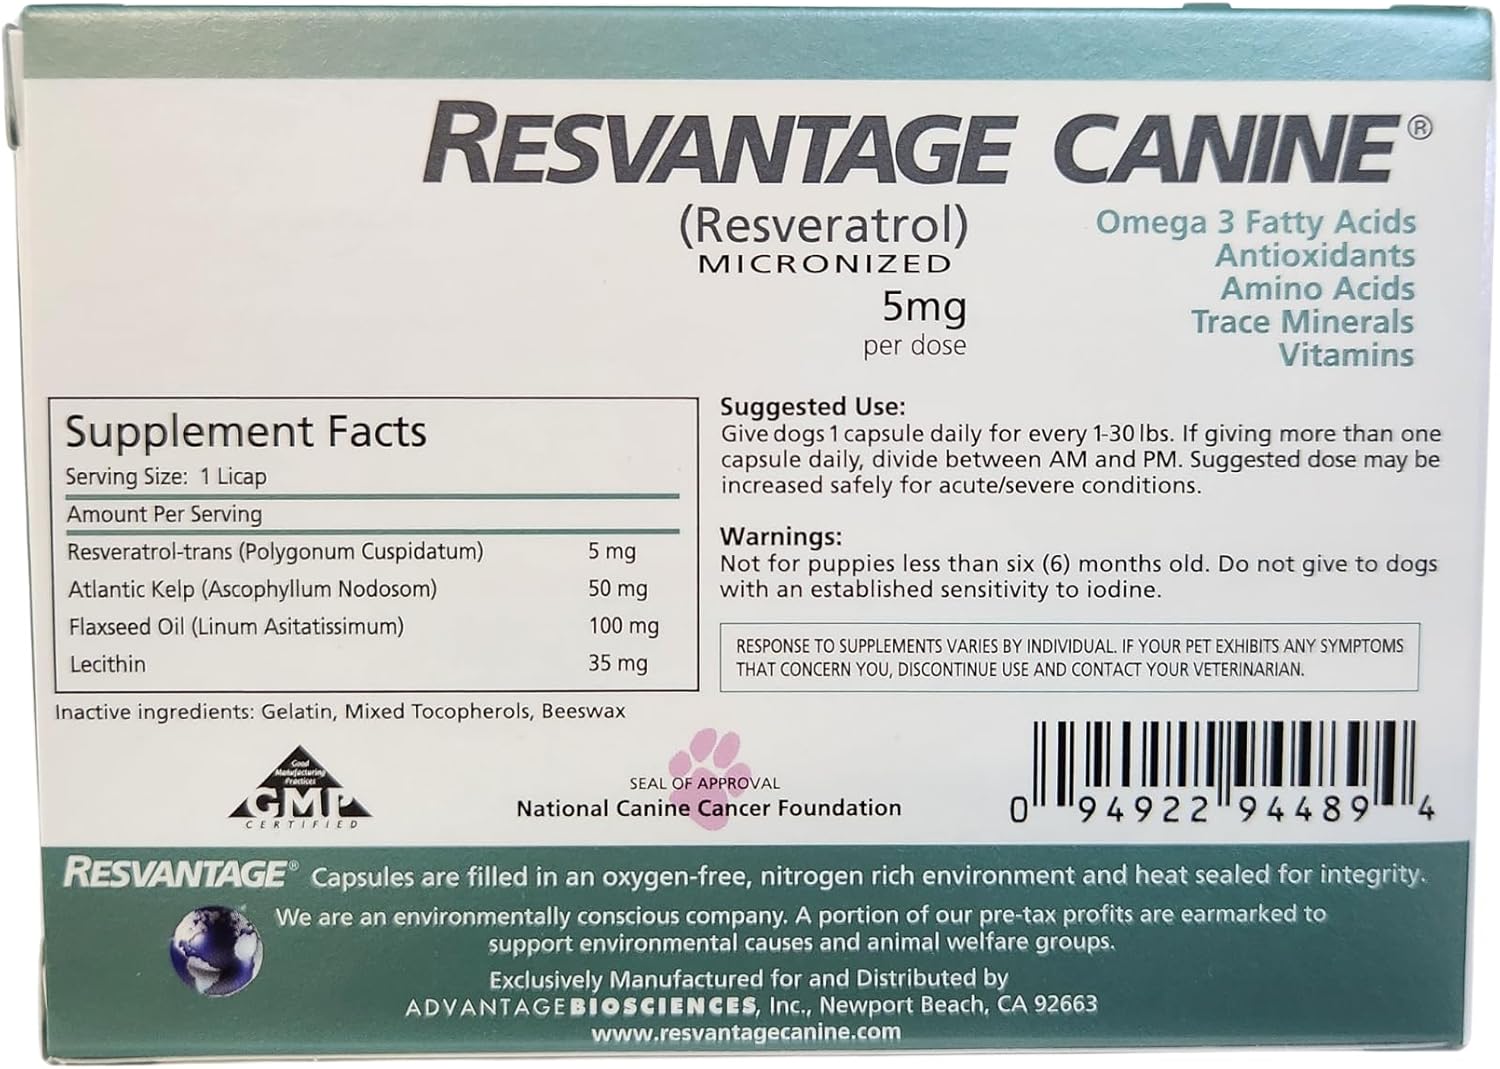 RESVANTAGE CANINE®
(Resveratrol)
MICRONIZED
5mg
per dose
Omega 3 Fatty Acids
Antioxidants
Amino Acids
Trace Minerals
Vitamins
Supplement Facts
Serving Size: 1 Licap
Amount Per Serving
Resveratrol-trans (Polygonum Cuspidatum) 5 mg
Atlantic Kelp (Ascophyllum Nodosom) 50 mg
Flaxseed Oil (Linum Asitatissimum) 100 mg
Lecithin 35 mg
Inactive ingredients: Gelatin, Mixed Tocopherols, Beeswax
Suggested Use:
Give dogs 1 capsule daily for every 1-30 lbs. If giving more than one
capsule daily, divide between AM and PM. Suggested dose may be
increased safely for acute/severe conditions.
Warnings:
Not for puppies less than six (6) months old. Do not give to dogs
with an established sensitivity to iodine.
RESPONSE TO SUPPLEMENTS VARIES BY INDIVIDUAL. IF YOUR PET EXHIBITS ANY SYMPTOMS
THAT CONCERN YOU, DISCONTINUE USE AND CONTACT YOUR VETERINARIAN.
Good
Manufacturing
Practices
GMP
CERTIFIED
SEAL OF APPROVAL
National Canine Cancer Foundation
0 94922 94489 4
RESVANTAGE® Capsules are filled in an oxygen-free, nitrogen rich environment and heat sealed for integrity.
We are an environmentally conscious company. A portion of our pre-tax profits are earmarked to
support environmental causes and animal welfare groups.
Exclusively Manufactured for and Distributed by
ADVANTAGEBIOSCIENCES, Inc., Newport Beach, CA 92663
www.resvantagecanine.com